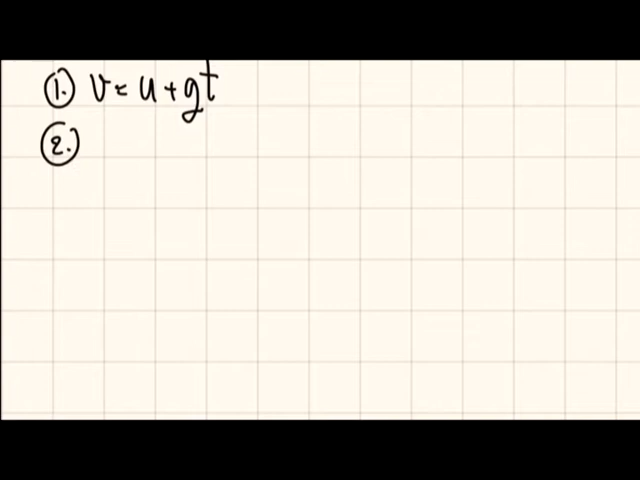 1. v = u + gt
2.